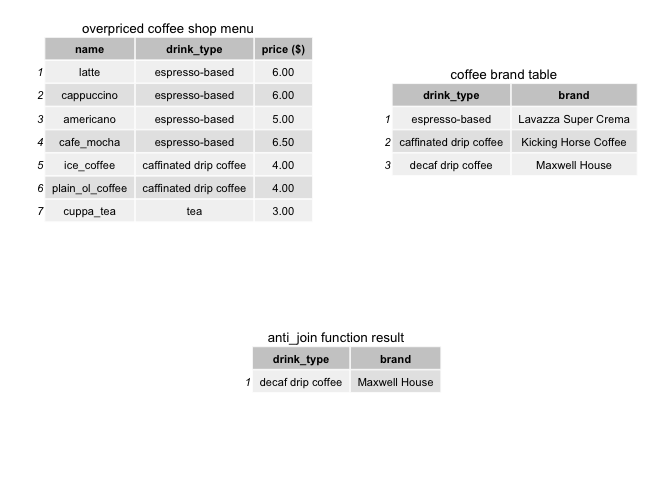 overpriced coffee shop menu
name drink_type price ($)
1 latte espresso-based 6.00
2 cappuccino espresso-based 6.00
3 americano espresso-based 5.00
4 cafe_mocha espresso-based 6.50
5 ice_coffee caffinated drip coffee 4.00
6 plain_ol_coffee caffinated drip coffee 4.00
7 cuppa_tea tea 3.00
coffee brand table
drink_type brand
1 espresso-based Lavazza Super Crema
2 caffinated drip coffee Kicking Horse Coffee
3 decaf drip coffee Maxwell House
anti_join function result
drink_type brand
1 decaf drip coffee Maxwell House